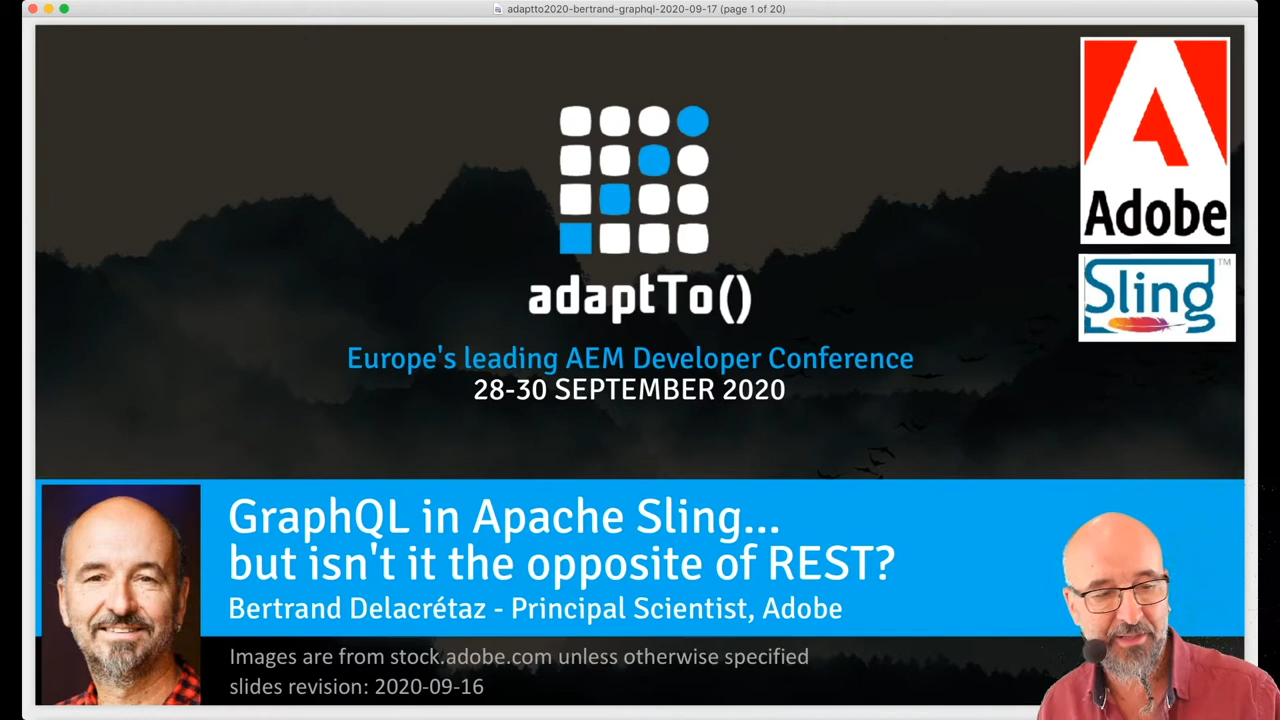 adaptto2020-bertrand-graphql-2020-09-17 (page 1 of 20)
Adobe
Sling™
adaptTo()
Europe's leading AEM Developer Conference
28-30 SEPTEMBER 2020
GraphQL in Apache Sling...
but isn't it the opposite of REST?
Bertrand Delacrétaz - Principal Scientist, Adobe
Images are from stock.adobe.com unless otherwise specified
slides revision: 2020-09-16